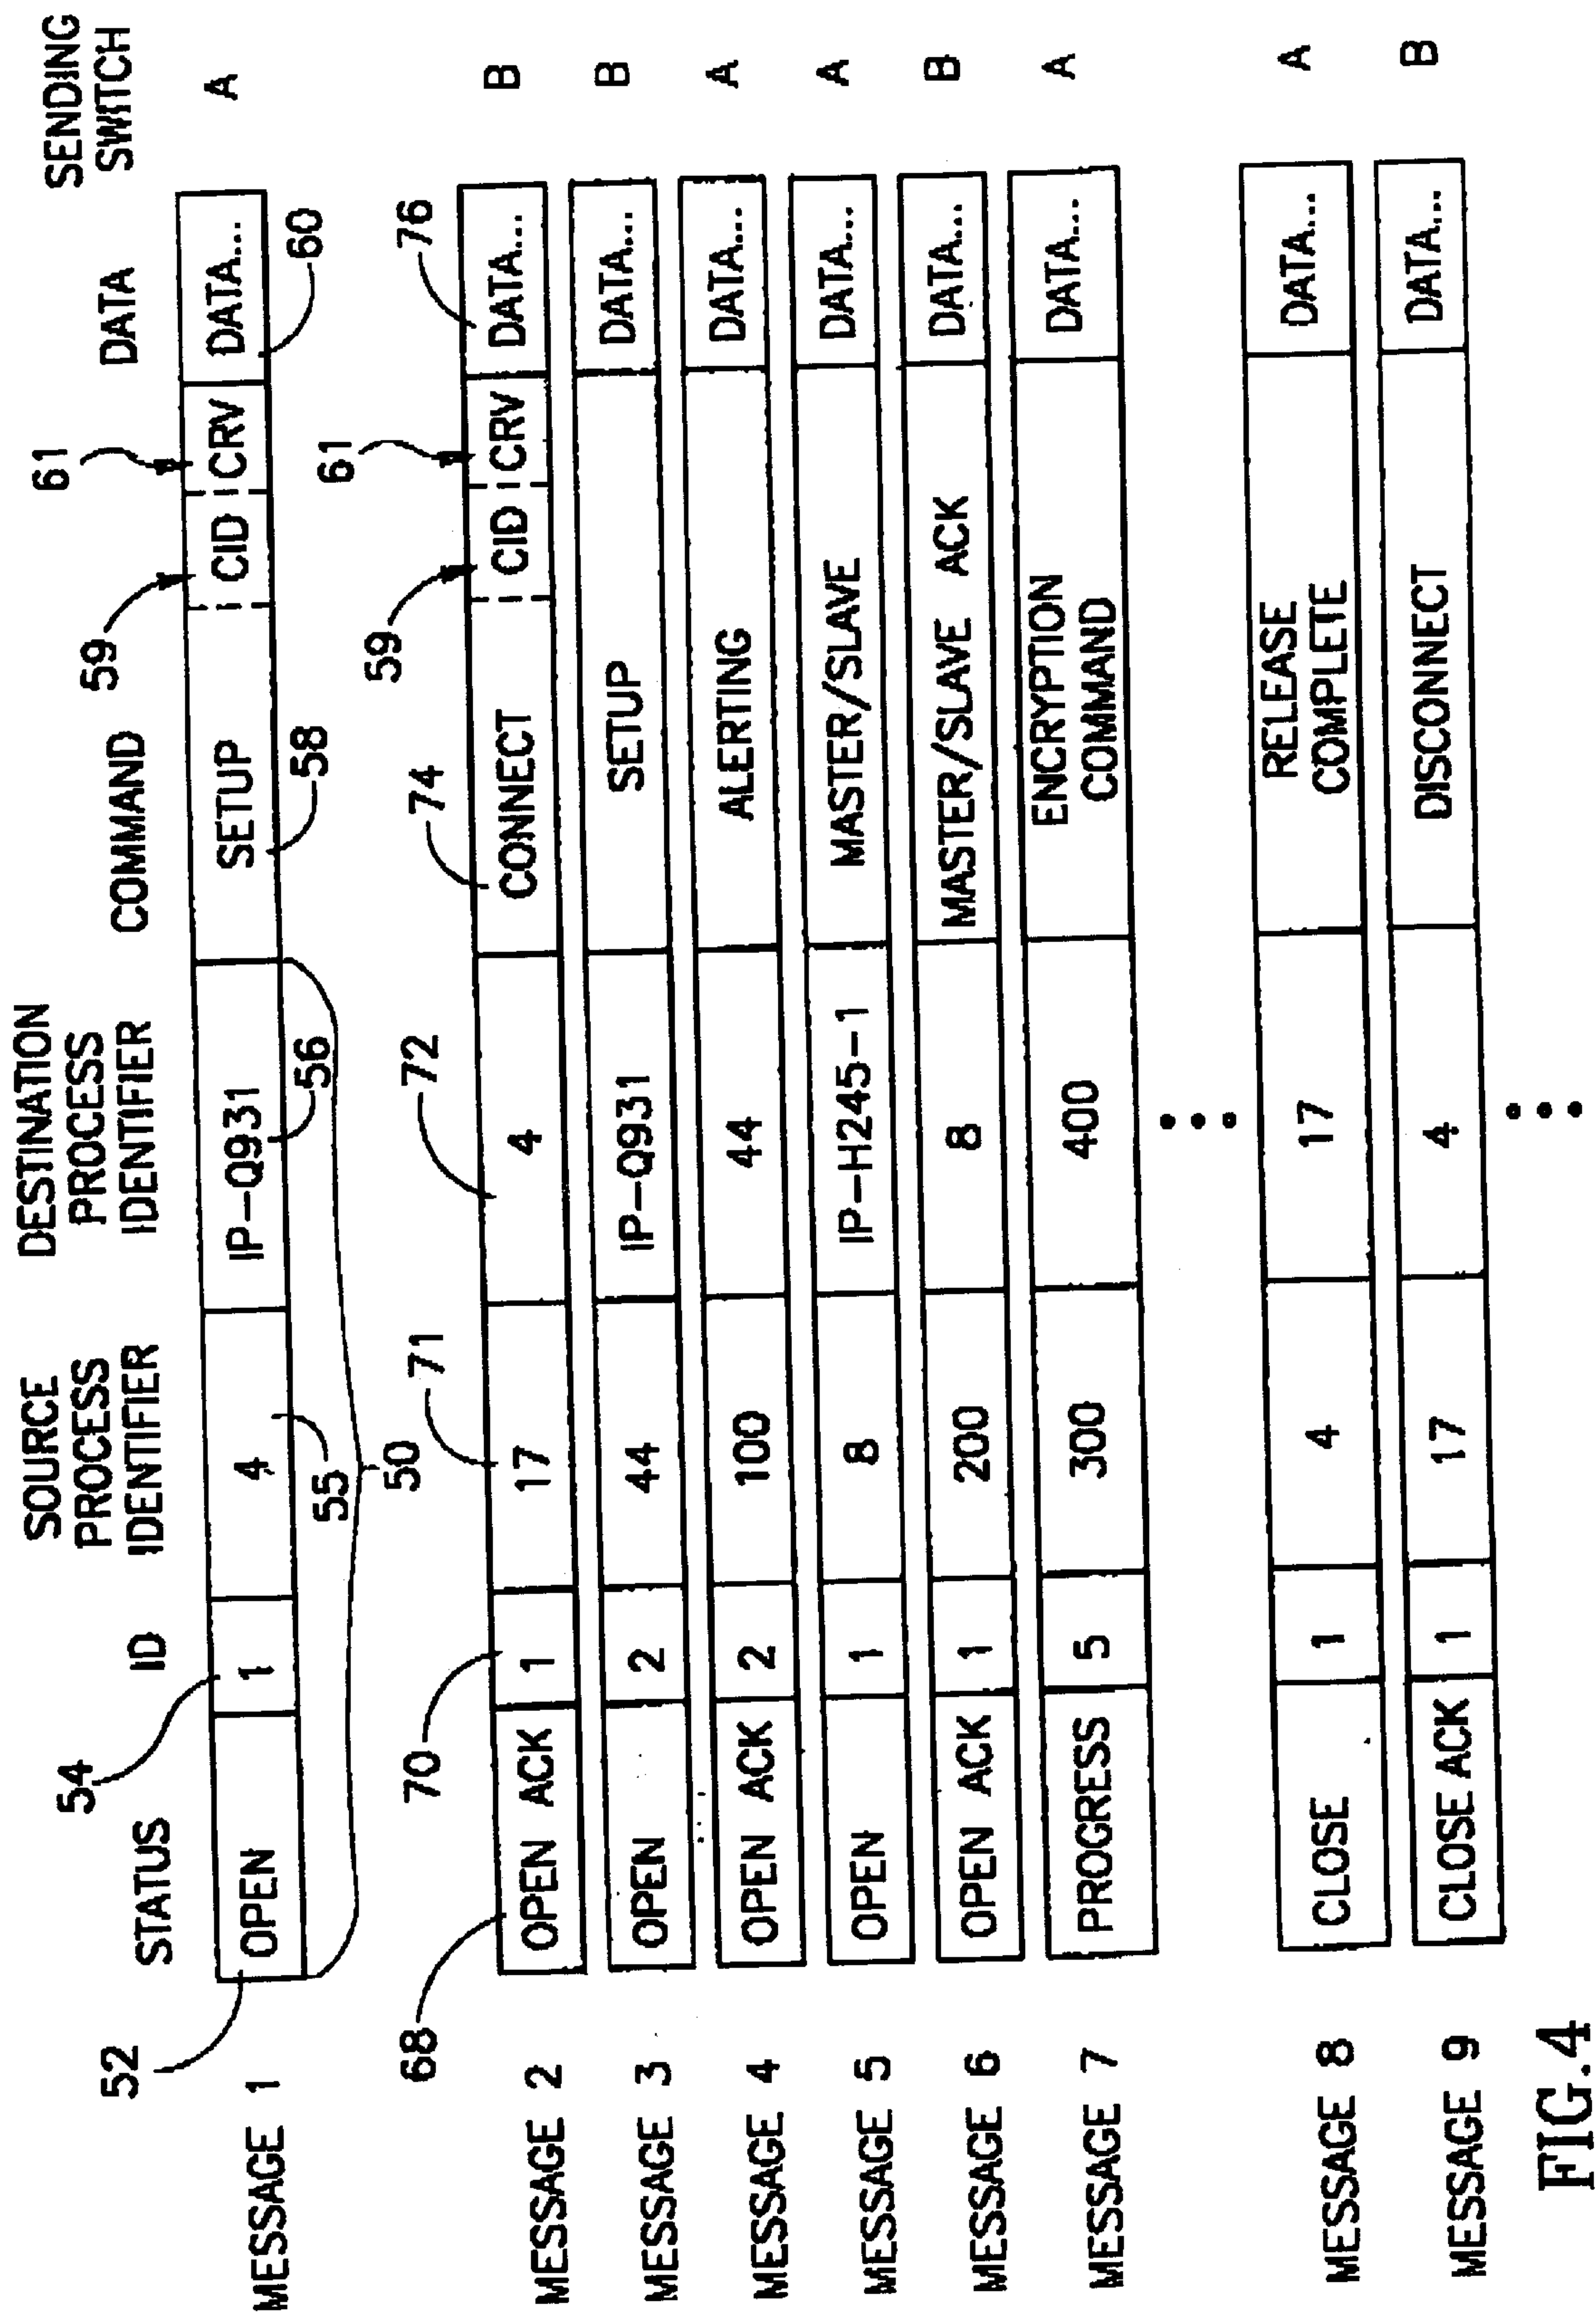 STATUS
ID
SOURCE
PROCESS
IDENTIFIER
DESTINATION
PROCESS
IDENTIFIER
COMMAND
DATA
SENDING
SWITCH
52
54
59
61
MESSAGE 1
OPEN
1
4
IP-Q931
SETUP
CID
CRV
DATA...
A
55
56
58
60
50
68
70
71
72
74
59
61
76
MESSAGE 2
OPEN ACK
1
17
4
CONNECT
CID
CRV
DATA...
B
MESSAGE 3
OPEN
2
44
IP-Q931
SETUP
DATA...
B
MESSAGE 4
OPEN ACK
2
100
44
ALERTING
DATA...
A
MESSAGE 5
OPEN
1
8
IP-H245-1
MASTER/SLAVE
DATA...
A
MESSAGE 6
OPEN ACK
1
200
8
MASTER/SLAVE ACK
DATA...
B
MESSAGE 7
PROGRESS
5
300
400
ENCRYPTION
COMMAND
DATA...
A
MESSAGE 8
CLOSE
1
4
17
RELEASE
COMPLETE
DATA...
A
MESSAGE 9
CLOSE ACK
1
17
4
DISCONNECT
DATA...
B
FIG.4